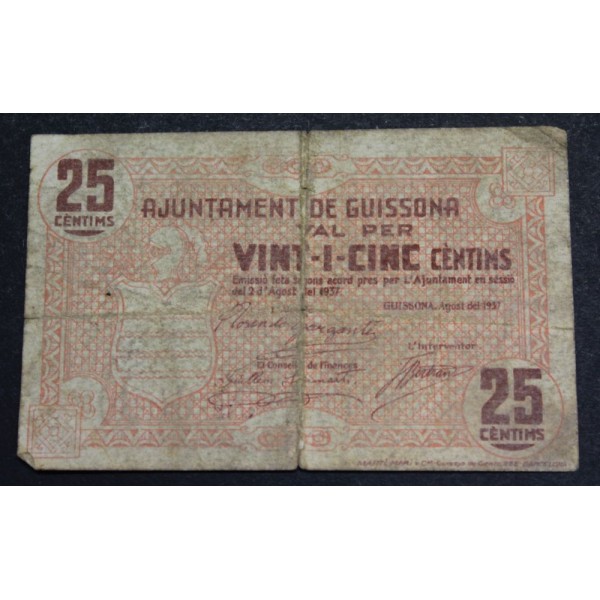 25
CÈNTIMS
AJUNTAMENT DE GUISSONA
VAL PER
VINT-I-CINC CÈNTIMS
Emissió feta segons acord pres per L'Ajuntament en sessió
del 2 d'Agost del 1937.
GUISSONA, Agost del 1937
L'Interventor.
El Conseller de Finances
25
CÈNTIMS
BARCELONA